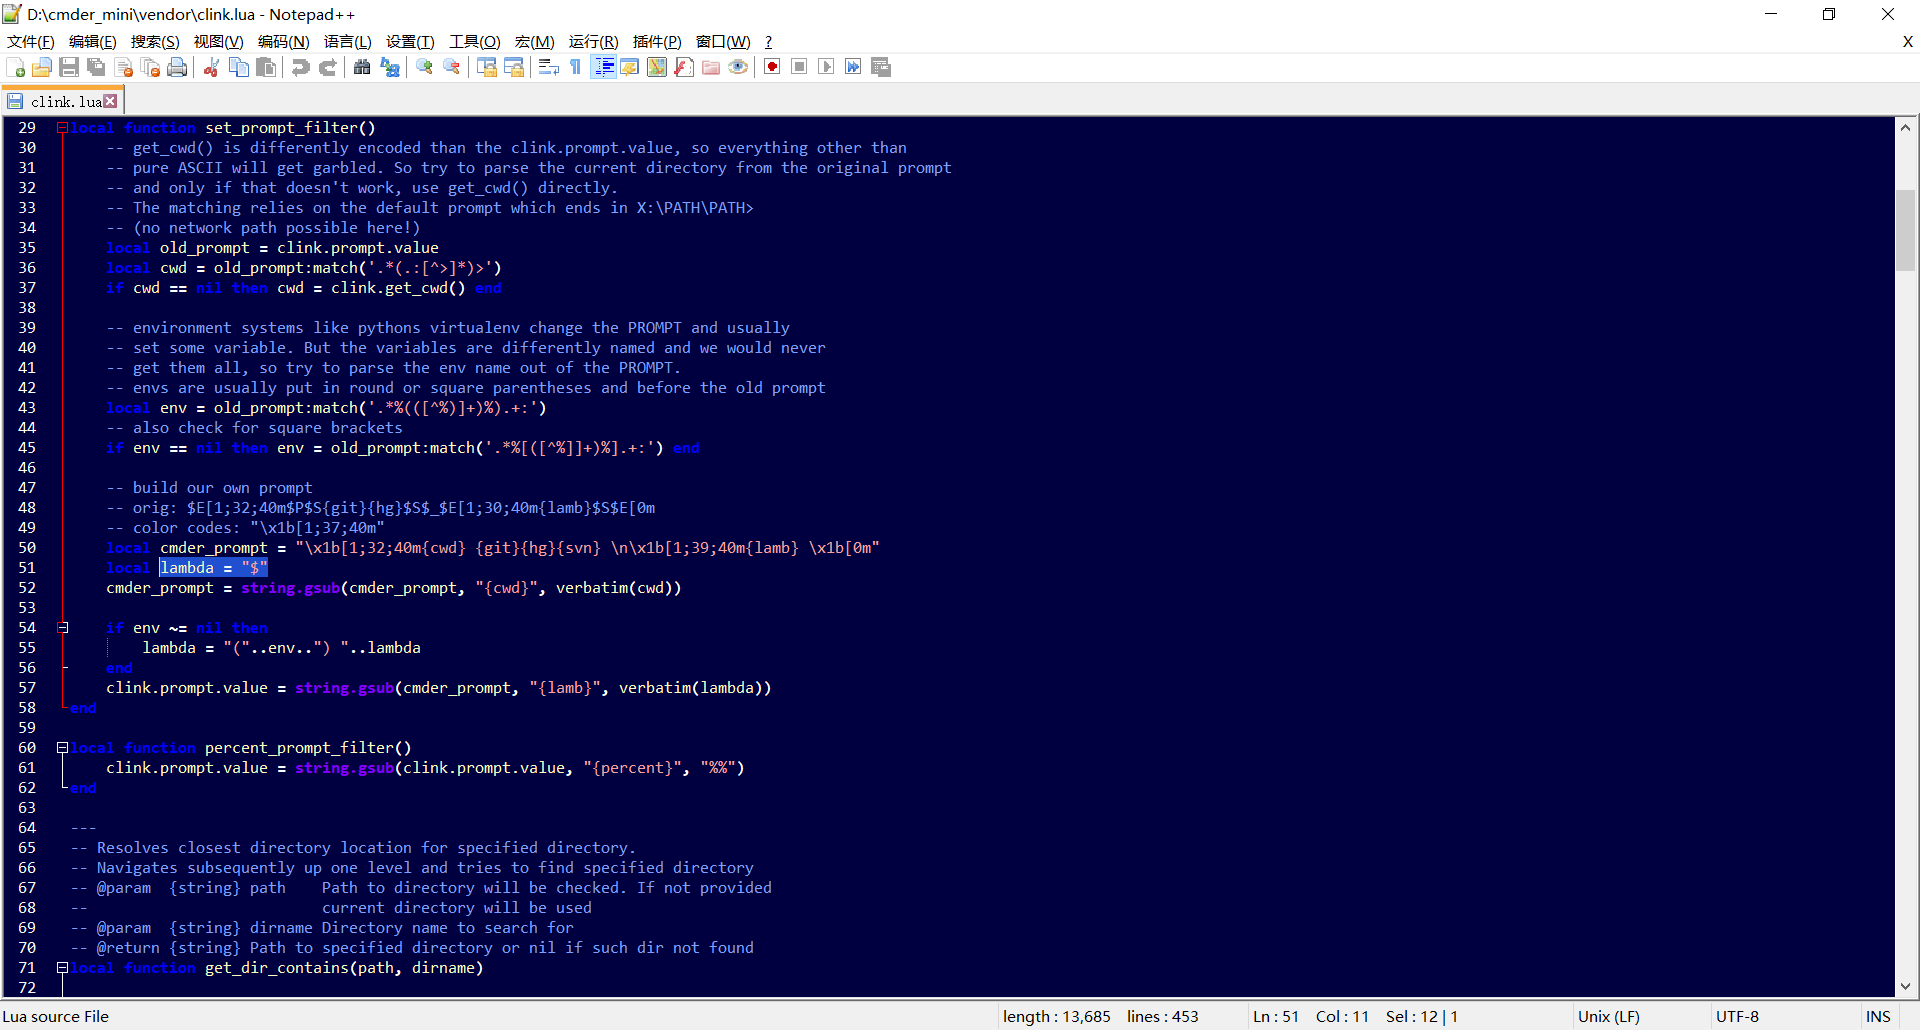 D:\cmder_mini\vendor\clink.lua - Notepad++
文件(F) 编辑(E) 搜索(S) 视图(V) 编码(N) 语言(L) 设置(T) 工具(O) 宏(M) 运行(R) 插件(P) 窗口(W) ? X
clink.lua
29 local function set_prompt_filter()
30 -- get_cwd() is differently encoded than the clink.prompt.value, so everything other than
31 -- pure ASCII will get garbled. So try to parse the current directory from the original prompt
32 -- and only if that doesn't work, use get_cwd() directly.
33 -- The matching relies on the default prompt which ends in X:\PATH\PATH>
34 -- (no network path possible here!)
35 local old_prompt = clink.prompt.value
36 local cwd = old_prompt:match('.*(.:[^>]*)>')
37 if cwd == nil then cwd = clink.get_cwd() end
38
39 -- environment systems like pythons virtualenv change the PROMPT and usually
40 -- set some variable. But the variables are differently named and we would never
41 -- get them all, so try to parse the env name out of the PROMPT.
42 -- envs are usually put in round or square parentheses and before the old prompt
43 local env = old_prompt:match('.*%(([^%)]+)%).+:')
44 -- also check for square brackets
45 if env == nil then env = old_prompt:match('.*%[([^%]]+)%].+:') end
46
47 -- build our own prompt
48 -- orig: $E[1;32;40m$P$S{git}{hg}$S$_$E[1;30;40m{lamb}$S$E[0m
49 -- color codes: "\x1b[1;37;40m"
50 local cmder_prompt = "\x1b[1;32;40m{cwd} {git}{hg}{svn} \n\x1b[1;39;40m{lamb} \x1b[0m"
51 local lambda = "$"
52 cmder_prompt = string.gsub(cmder_prompt, "{cwd}", verbatim(cwd))
53
54 if env ~= nil then
55 lambda = "("..env..") "..lambda
56 end
57 clink.prompt.value = string.gsub(cmder_prompt, "{lamb}", verbatim(lambda))
58 end
59
60 local function percent_prompt_filter()
61 clink.prompt.value = string.gsub(clink.prompt.value, "{percent}", "%%")
62 end
63
64 ---
65 -- Resolves closest directory location for specified directory.
66 -- Navigates subsequently up one level and tries to find specified directory
67 -- @param {string} path Path to directory will be checked. If not provided
68 -- current directory will be used
69 -- @param {string} dirname Directory name to search for
70 -- @return {string} Path to specified directory or nil if such dir not found
71 local function get_dir_contains(path, dirname)
72
Lua source File length : 13,685 lines : 453 Ln : 51 Col : 11 Sel : 12 | 1 Unix (LF) UTF-8 INS